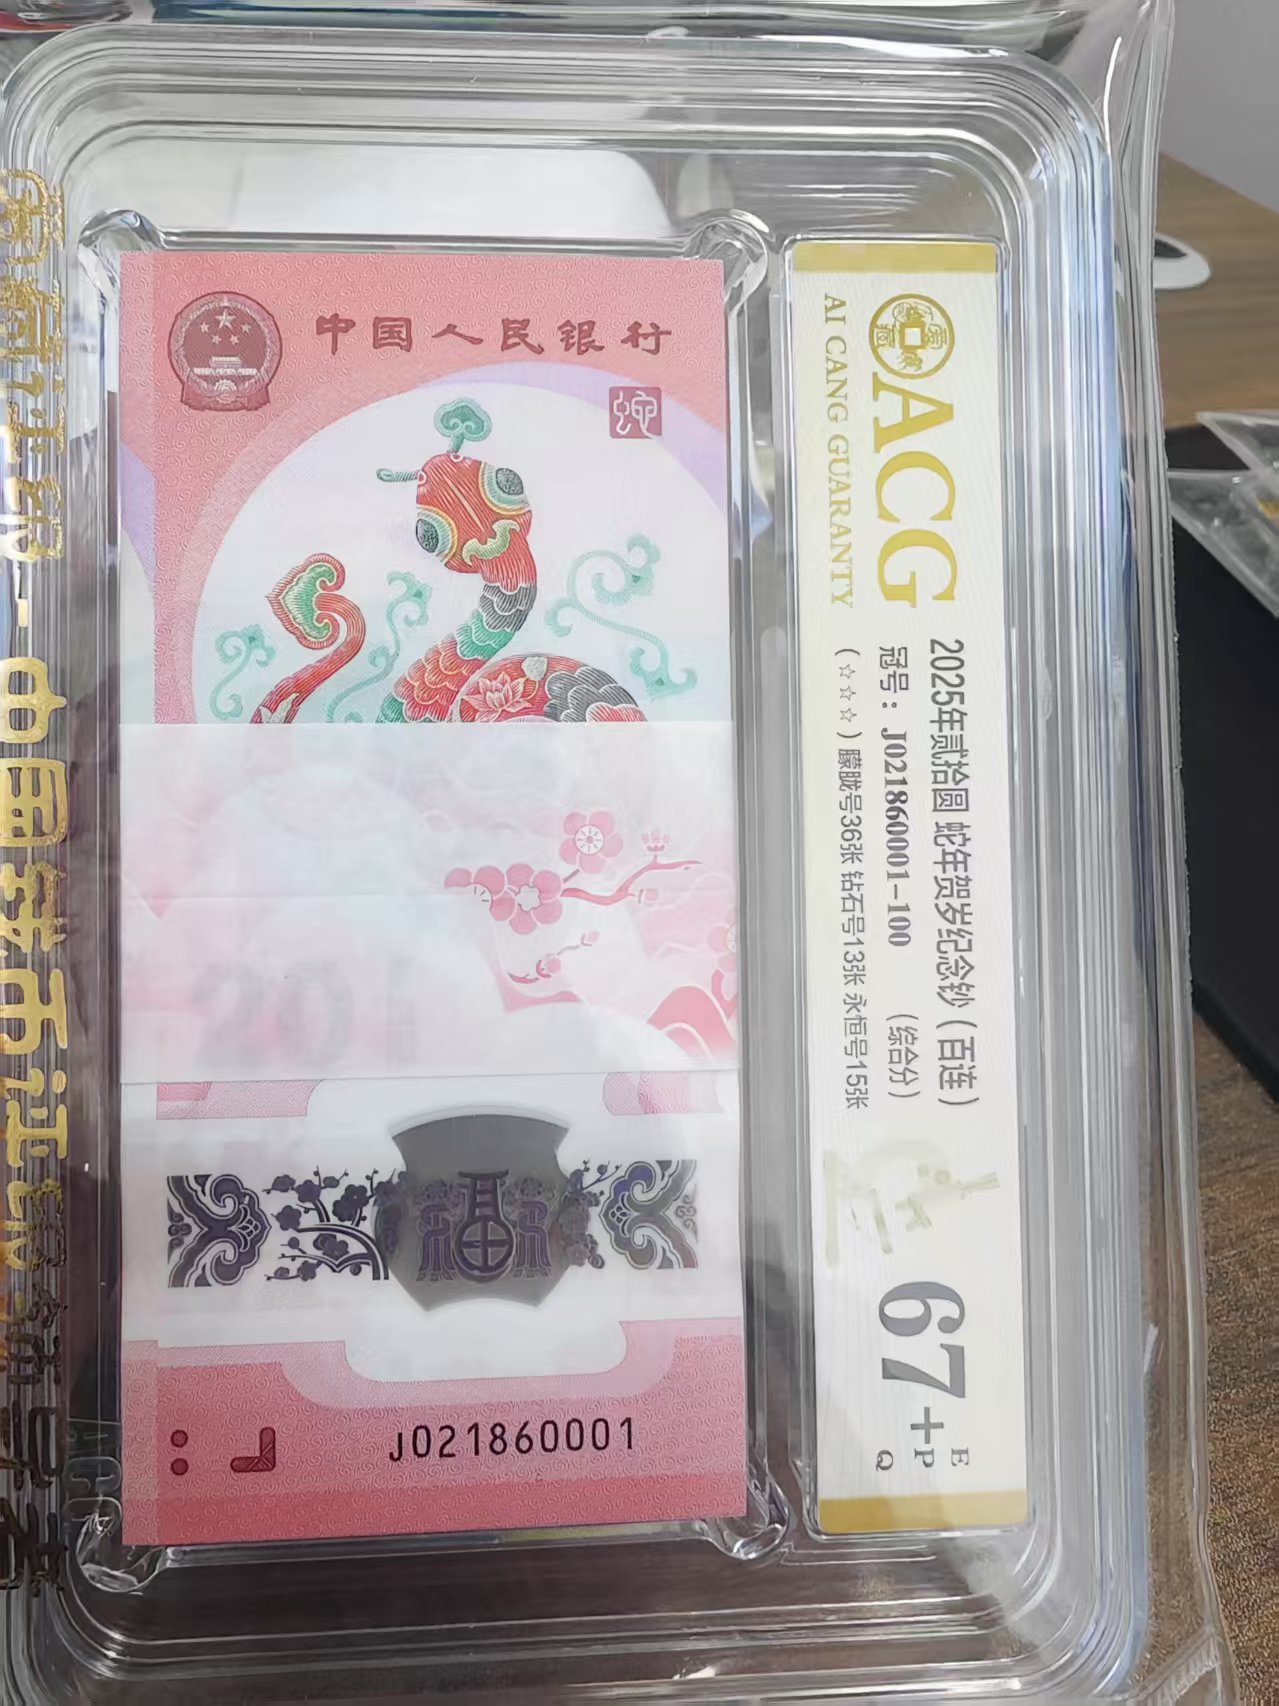 中国人民银行
蛇
福
J021860001
ACG
AI CANG GUARANTY
2025年贰拾圆 蛇年贺岁纪念钞（百连）
冠号：J021860001-100 （综合分）
（☆☆☆）朦胧号36张 钻石号13张 永恒号15张
67+
E
P
Q